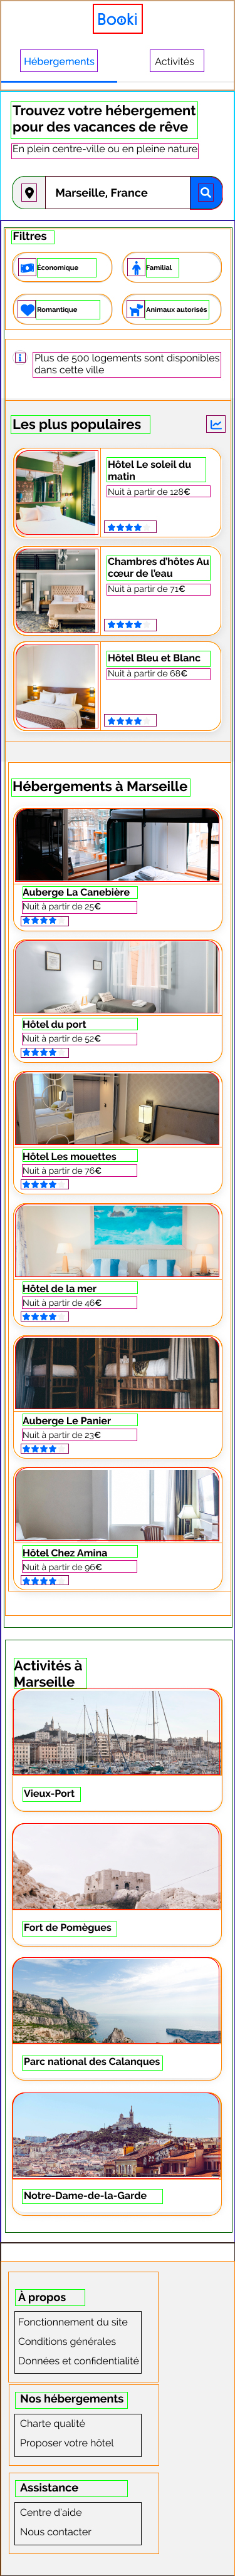 Booki
Hébergements
Activités
Trouvez votre hébergement
pour des vacances de rêve
En plein centre-ville ou en pleine nature
Marseille, France
Filtres
Économique
Familial
Romantique
Animaux autorisés
Plus de 500 logements sont disponibles
dans cette ville
Les plus populaires
Hôtel Le soleil du
matin
Nuit à partir de 128€
Chambres d'hôtes Au
cœur de l'eau
Nuit à partir de 71€
Hôtel Bleu et Blanc
Nuit à partir de 68€
Hébergements à Marseille
Auberge La Canebière
Nuit à partir de 25€
Hôtel du port
Nuit à partir de 52€
Hôtel Les mouettes
Nuit à partir de 76€
Hôtel de la mer
Nuit à partir de 46€
Auberge Le Panier
Nuit à partir de 23€
Hôtel Chez Amina
Nuit à partir de 96€
Activités à
Marseille
Vieux-Port
Fort de Pomègues
Parc national des Calanques
Notre-Dame-de-la-Garde
À propos
Fonctionnement du site
Conditions générales
Données et confidentialité
Nos hébergements
Charte qualité
Proposer votre hôtel
Assistance
Centre d'aide
Nous contacter